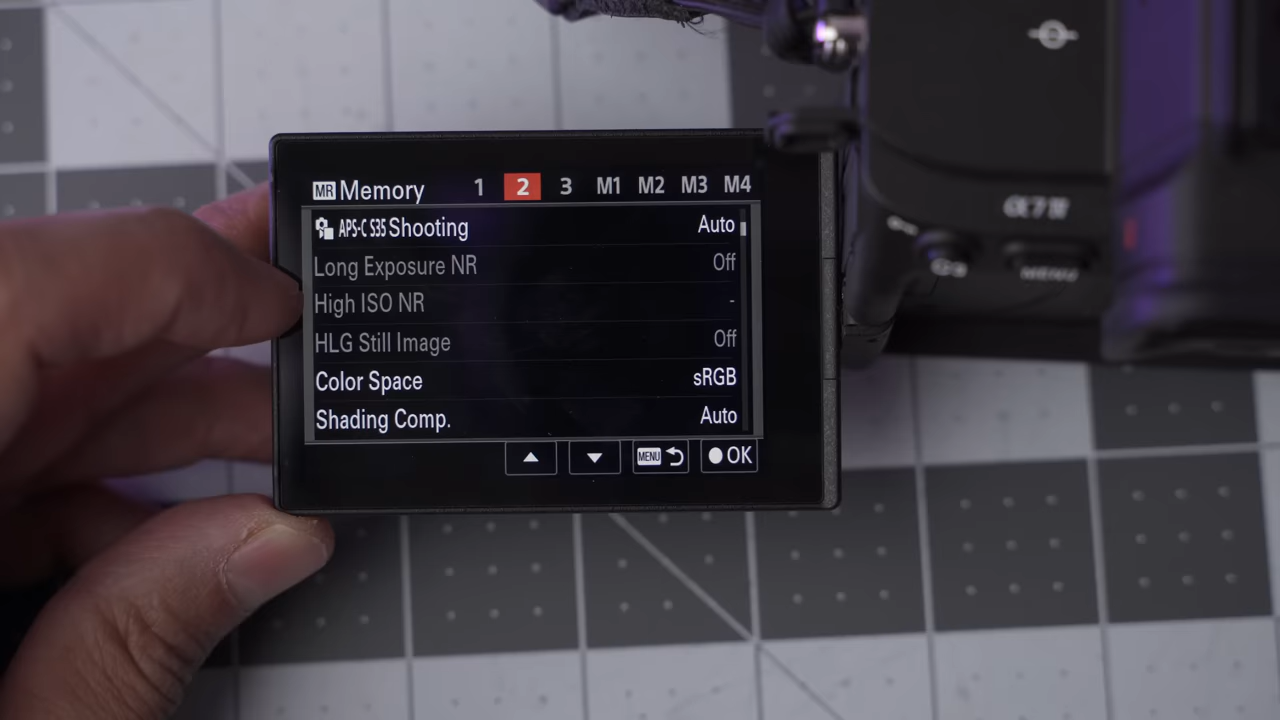 MR Memory 1 2 3 M1 M2 M3 M4
APS-C S35 Shooting Auto
Long Exposure NR Off
High ISO NR -
HLG Still Image Off
Color Space sRGB
Shading Comp. Auto
MENU OK
α7 IV
C3 MENU